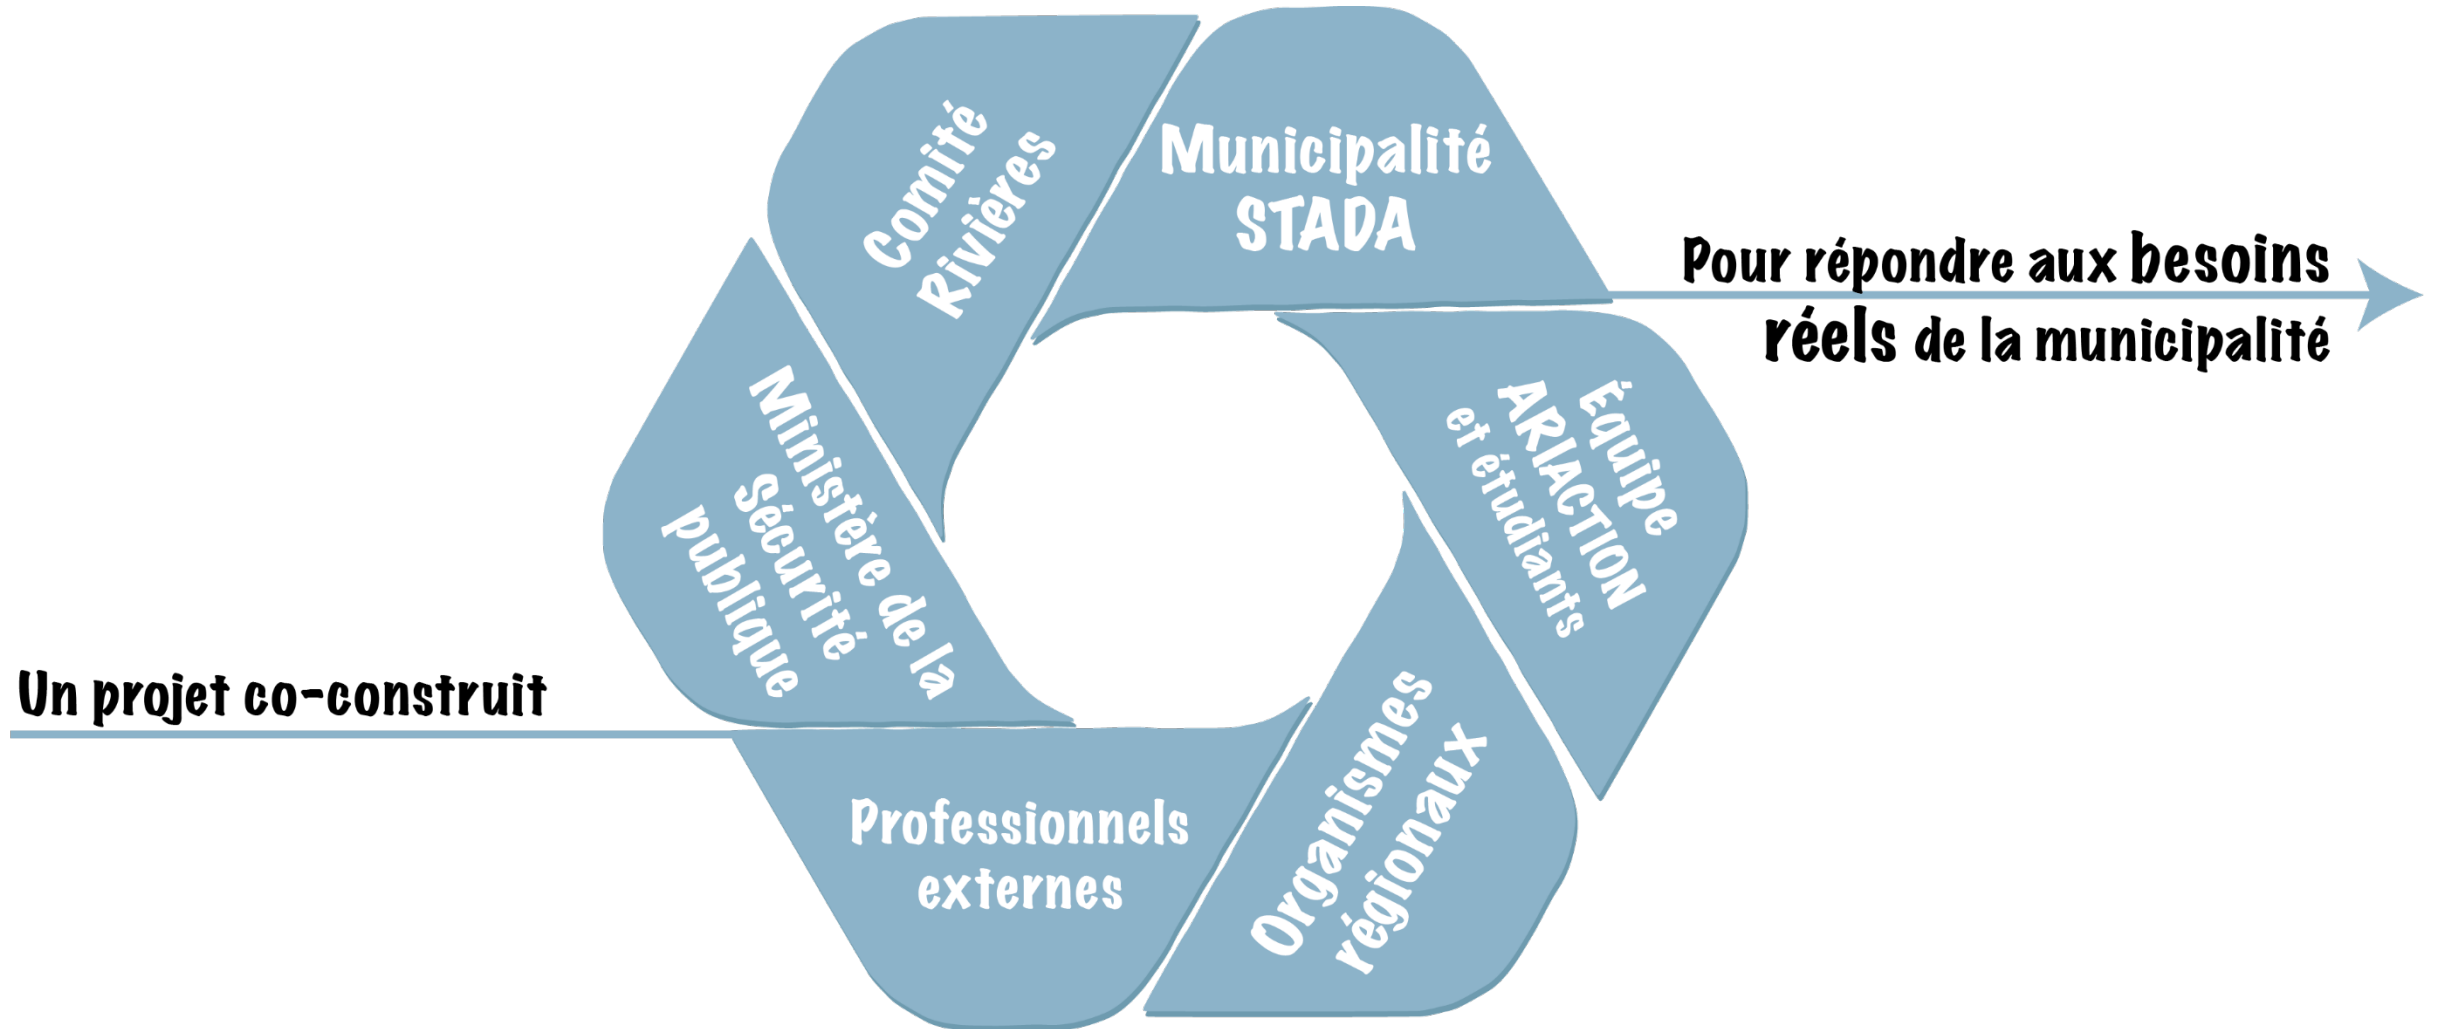 Comité
Rivières
Municipalité
STADA
Pour répondre aux besoins
réels de la municipalité
Équipe
ARIACTION
et étudiants
Ministère de la
sécurité
publique
Un projet co-construit
Organismes
régionaux
Professionnels
externes